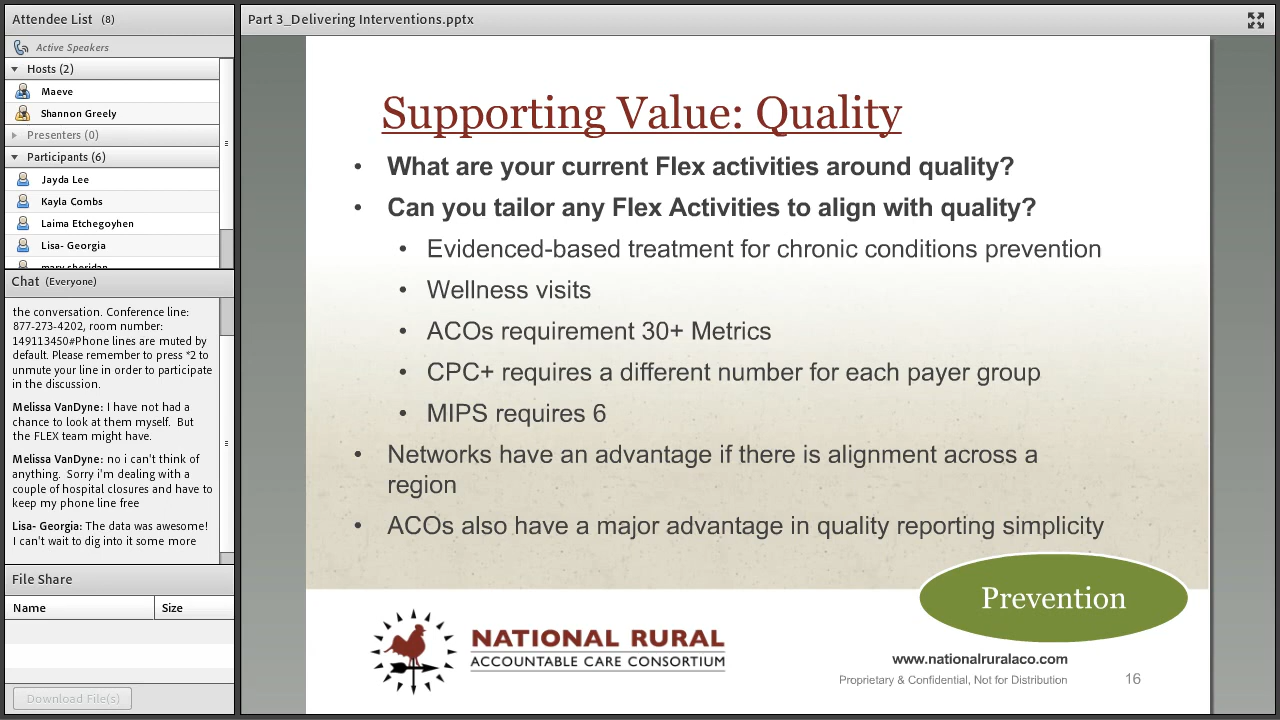 Attendee List (8)
Active Speakers
Hosts (2)
Maeve
Shannon Greely
Presenters (0)
Participants (6)
Jayda Lee
Kayla Combs
Laima Etchegoyhen
Lisa- Georgia
mary sheridan
Chat (Everyone)
the conversation. Conference line:
877-273-4202, room number:
149113450#Phone lines are muted by
default. Please remember to press *2 to
unmute your line in order to participate
in the discussion.
Melissa VanDyne: I have not had a
chance to look at them myself. But
the FLEX team might have.
Melissa VanDyne: no i can't think of
anything. Sorry i'm dealing with a
couple of hospital closures and have to
keep my phone line free
Lisa- Georgia: The data was awesome!
I can't wait to dig into it some more
File Share
Name Size
Download File(s)
Part 3_Delivering Interventions.pptx
Supporting Value: Quality
• What are your current Flex activities around quality?
• Can you tailor any Flex Activities to align with quality?
• Evidenced-based treatment for chronic conditions prevention
• Wellness visits
• ACOs requirement 30+ Metrics
• CPC+ requires a different number for each payer group
• MIPS requires 6
• Networks have an advantage if there is alignment across a
region
• ACOs also have a major advantage in quality reporting simplicity
Prevention
NATIONAL RURAL
ACCOUNTABLE CARE CONSORTIUM
www.nationalruralaco.com
Proprietary & Confidential, Not for Distribution 16